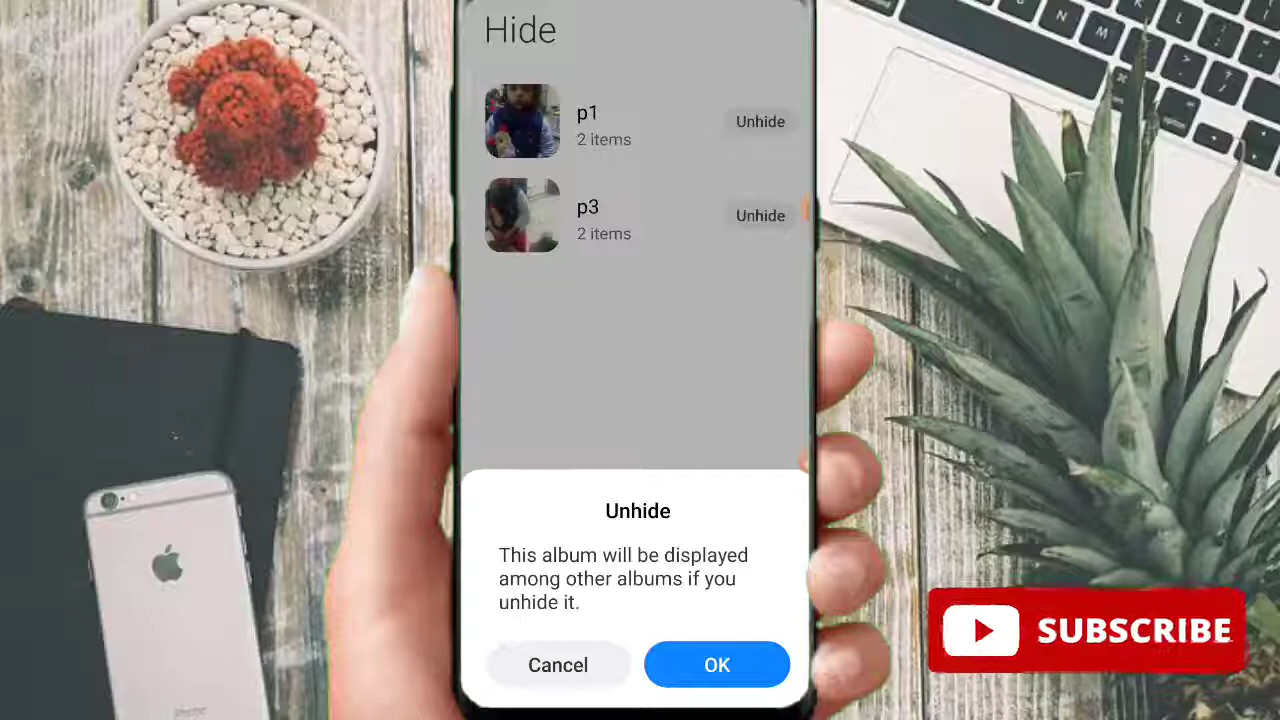 Hide
p1
2 items
Unhide
p3
2 items
Unhide
Unhide
This album will be displayed
among other albums if you
unhide it.
Cancel
OK
SUBSCRIBE
N
M
K
L